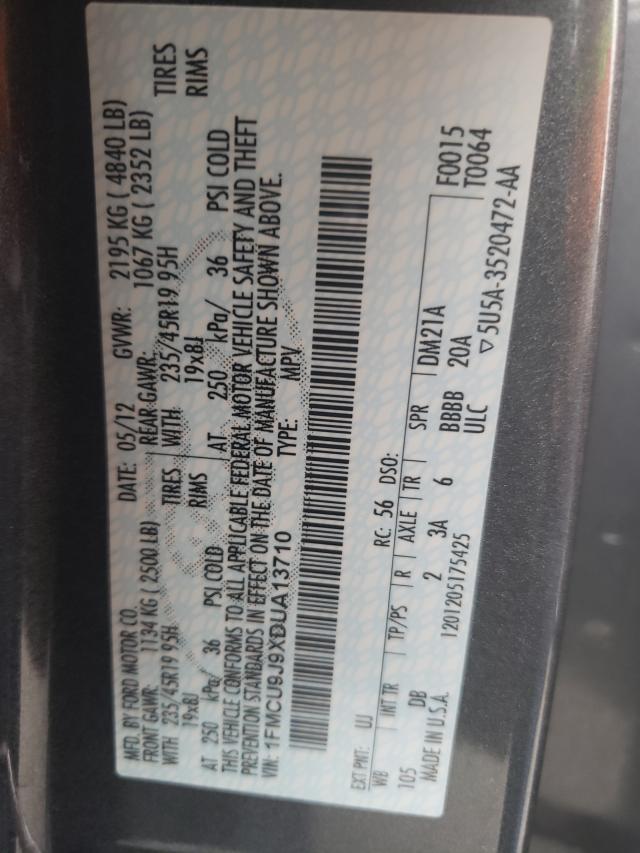 MFD. BY FORD MOTOR CO.
DATE: 05/12 GVWR: 2195 KG ( 4840 LB)
FRONT GAWR: 1134 KG ( 2500 LB) REAR GAWR: 1067 KG ( 2352 LB)
WITH 235/45R19 95H TIRES WITH 235/45R19 95H TIRES
19x8J RIMS 19x8J RIMS
AT 250 kPa/ 36 PSI COLD AT 250 kPa/ 36 PSI COLD
THIS VEHICLE CONFORMS TO ALL APPLICABLE FEDERAL MOTOR VEHICLE SAFETY AND THEFT
PREVENTION STANDARDS IN EFFECT ON THE DATE OF MANUFACTURE SHOWN ABOVE.
VIN: 1FMCU9J9XDUA13710 TYPE: MPV
EXT PNT: UJ RC: 56 DSO:
WB INT TR TP/PS R AXLE TR SPR DM21A F0015
105 DB 2 3A 6 BBBB 20A T0064
MADE IN U.S.A. 120120517542​5 ULC ▽5U5A-3520472-AA